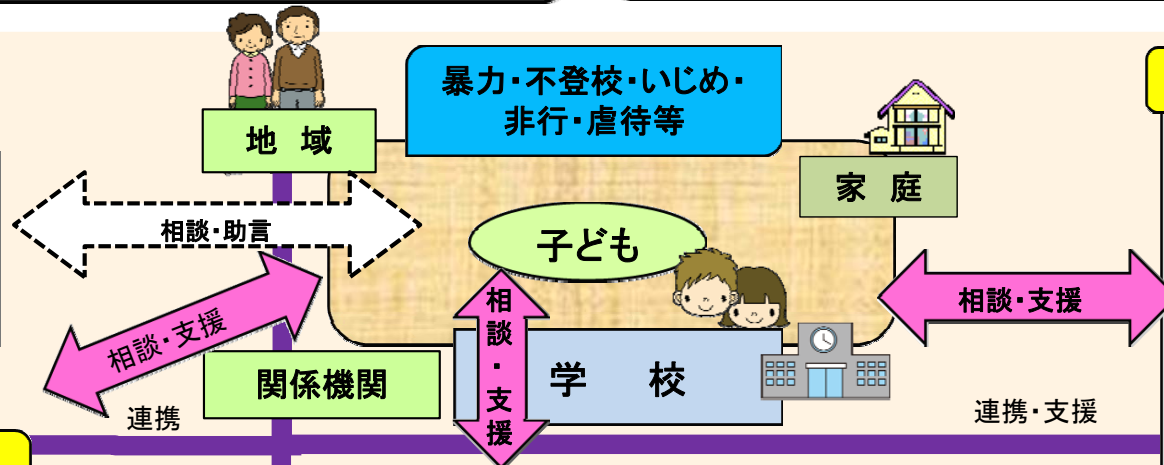 暴力・不登校・いじめ・
非行・虐待等
地 域
家 庭
相談・助言
子ども
相談・支援
相談・支援
相談・支援
関係機関
学 校
連携
連携・支援